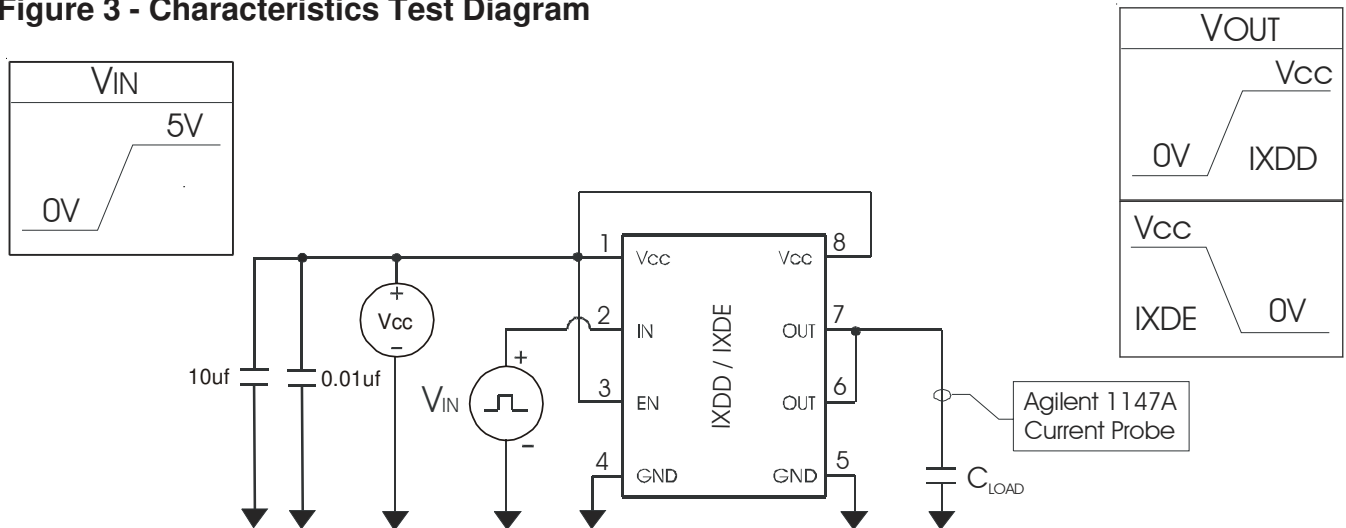 Figure 3 - Characteristics Test Diagram
VIN
5V
0V
VOUT
Vcc
0V
IXDD
Vcc
IXDE
0V
1
Vcc
Vcc
8
+
Vcc
-
2
IN
OUT
7
10uf
0.01uf
VIN
+
-
3
EN
OUT
6
IXDD / IXDE
4
GND
GND
5
Agilent 1147A
Current Probe
CLOAD